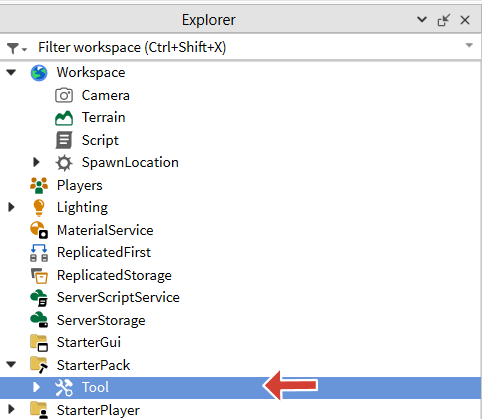 Explorer
Filter workspace (Ctrl+Shift+X)
Workspace
Camera
Terrain
Script
SpawnLocation
Players
Lighting
MaterialService
ReplicatedFirst
ReplicatedStorage
ServerScriptService
ServerStorage
StarterGui
StarterPack
Tool
StarterPlayer